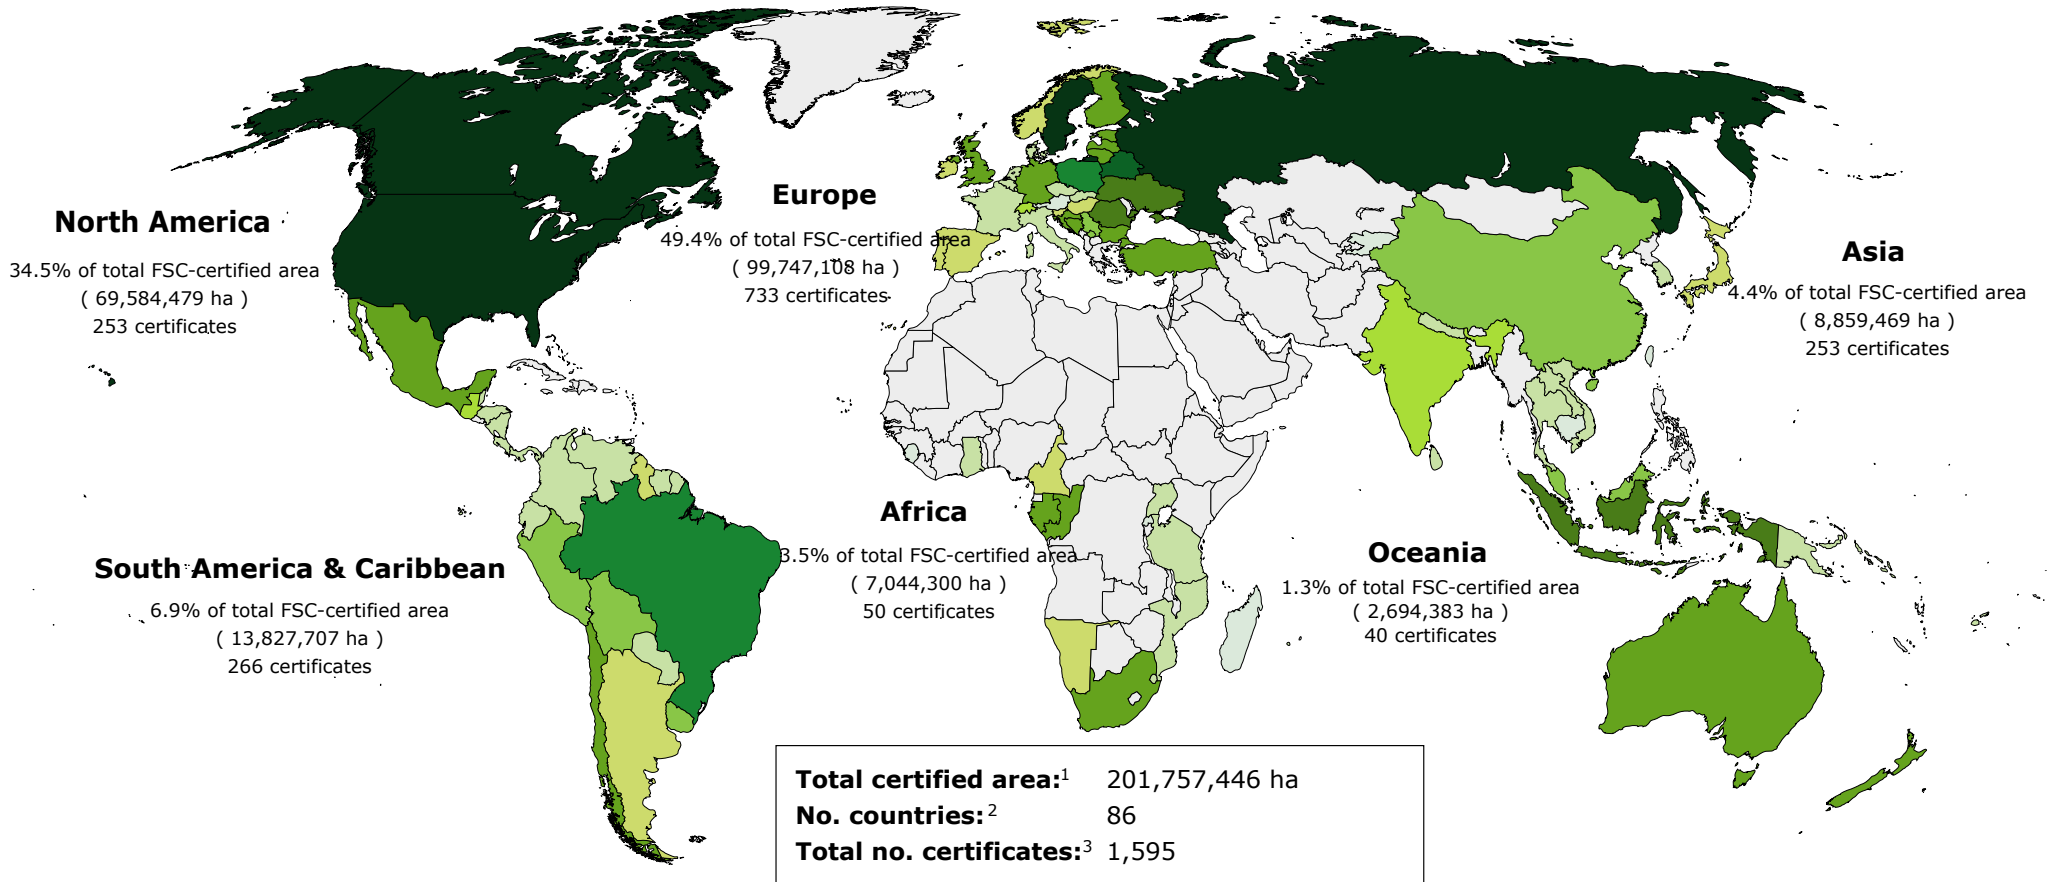 North America
34.5% of total FSC-certified area
( 69,584,479 ha )
253 certificates
Europe
49.4% of total FSC-certified area
( 99,747,108 ha )
733 certificates
Asia
4.4% of total FSC-certified area
( 8,859,469 ha )
253 certificates
South America & Caribbean
6.9% of total FSC-certified area
( 13,827,707 ha )
266 certificates
Africa
3.5% of total FSC-certified area
( 7,044,300 ha )
50 certificates
Oceania
1.3% of total FSC-certified area
( 2,694,383 ha )
40 certificates
Total certified area:1 201,757,446 ha
No. countries:2 86
Total no. certificates:3 1,595